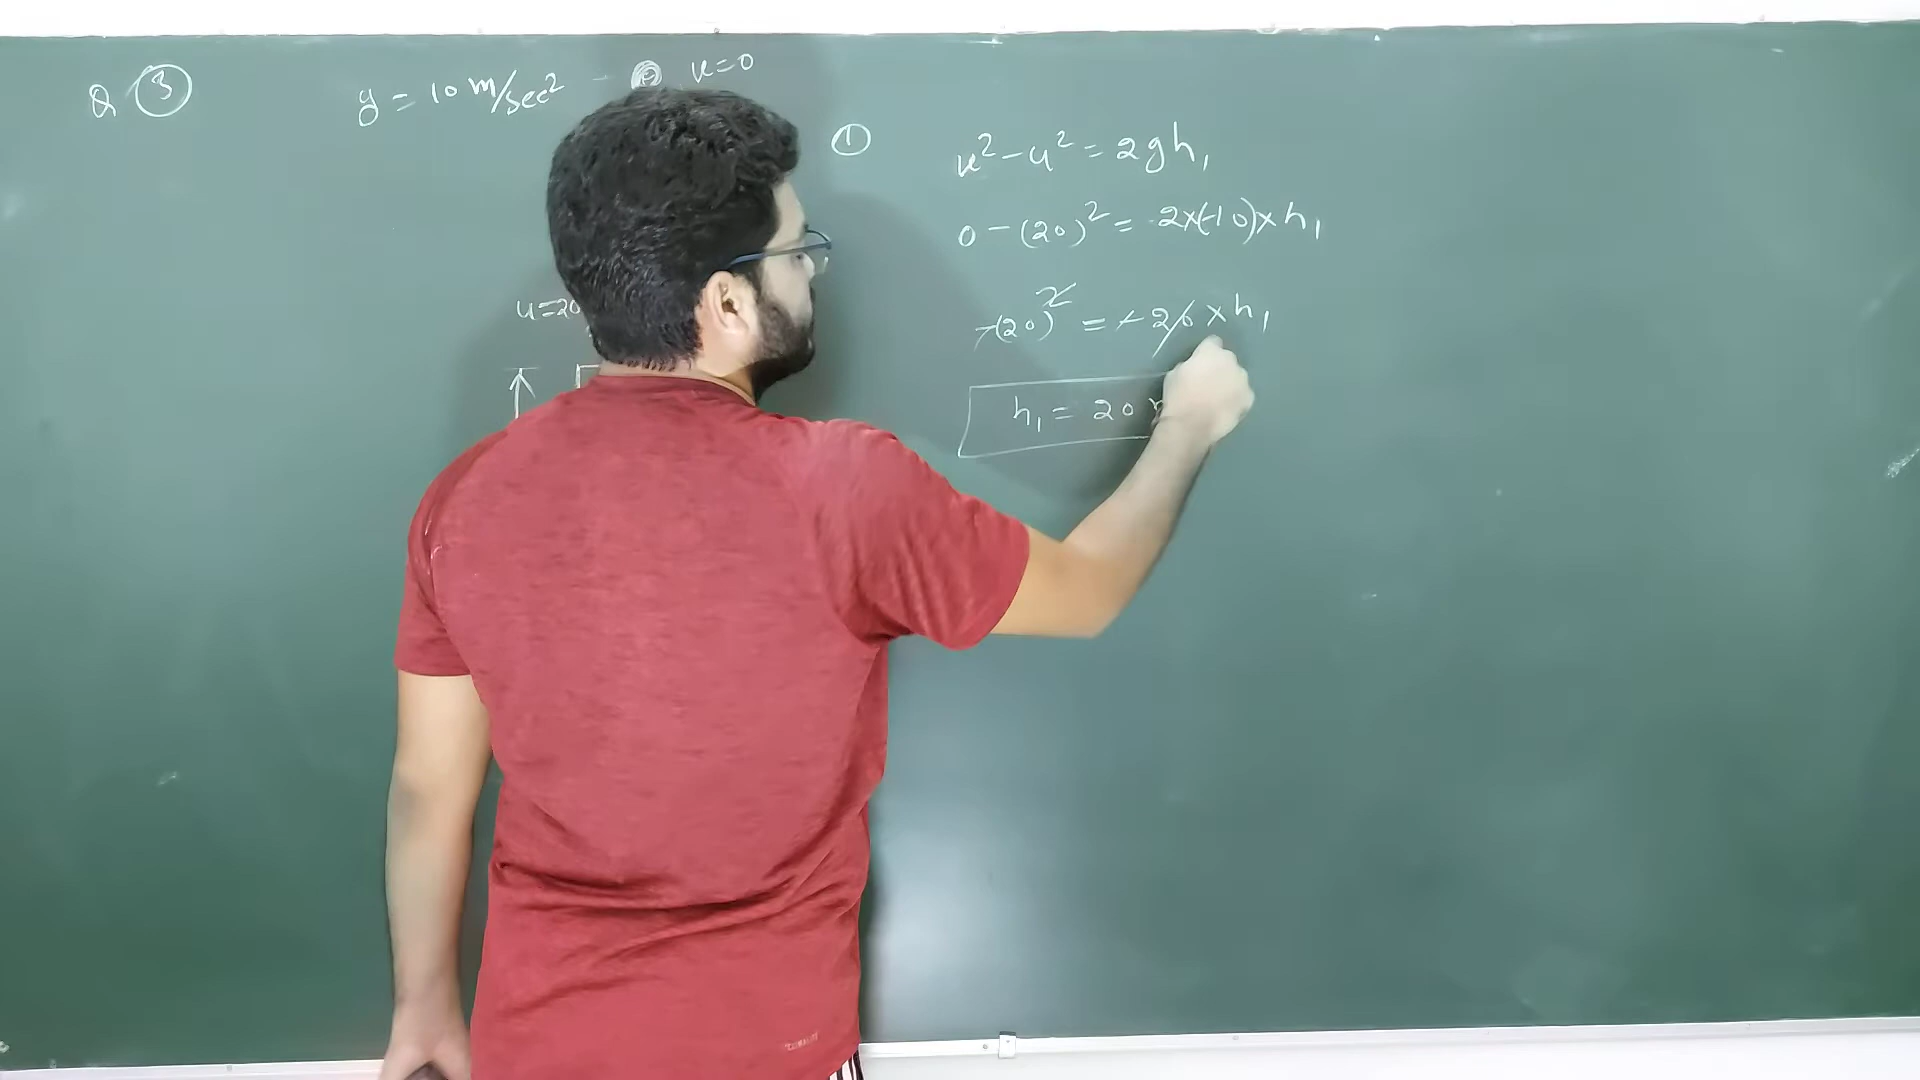 Q ③
g = 10 m/sec²
v=0
u=20
①
v² – u² = 2gh₁
0 – (20)² = 2×(-10)×h₁
-(20)² = -20 × h₁
h₁ = 20